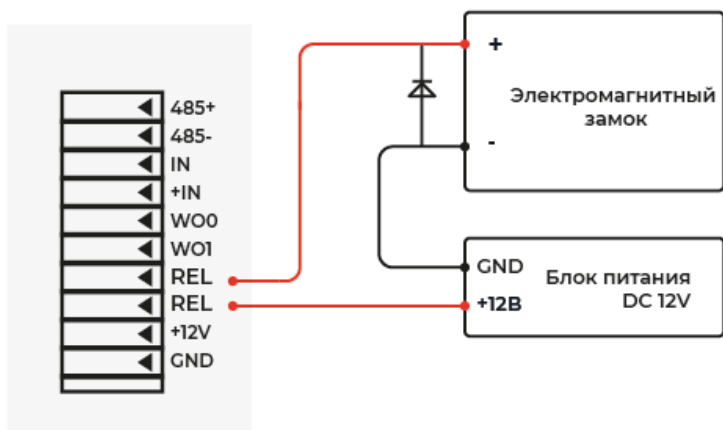 485+
485-
IN
+IN
WO0
WO1
REL
REL
+12V
GND
+
Электромагнитный
замок
-
GND
Блок питания
+12В
DC 12V